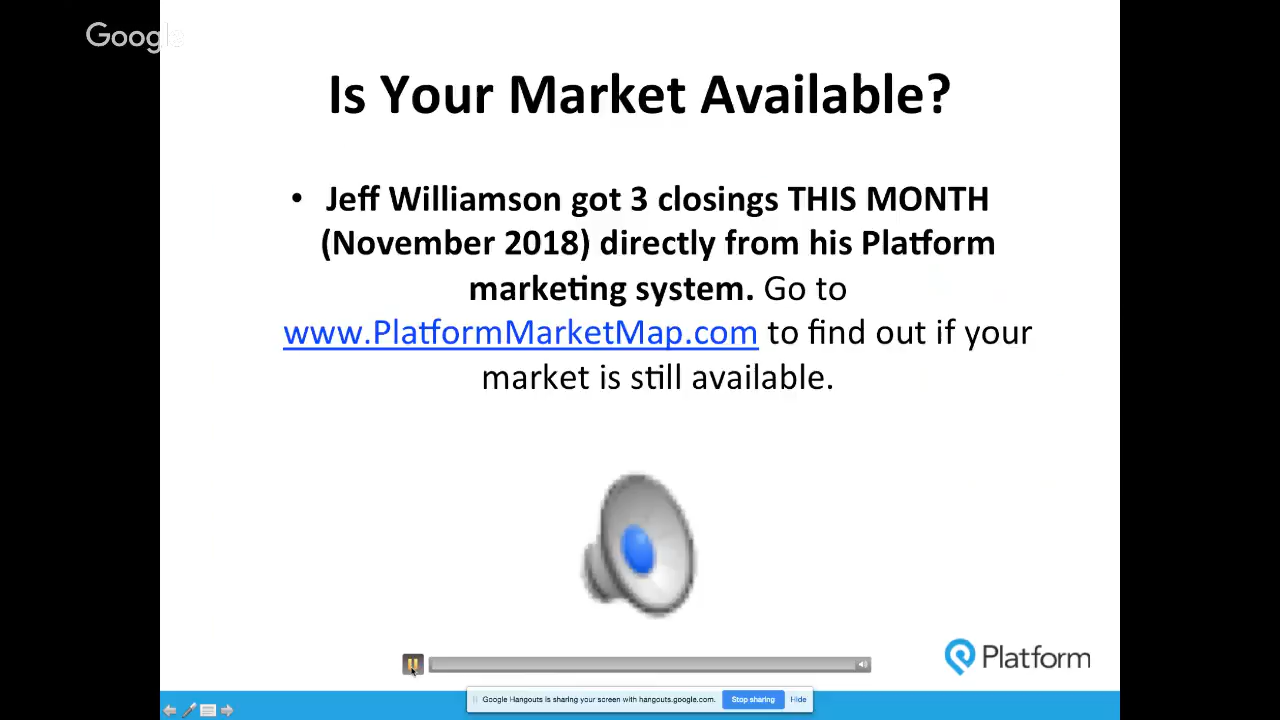 Google
Is Your Market Available?
• Jeff Williamson got 3 closings THIS MONTH
(November 2018) directly from his Platform
marketing system. Go to
www.PlatformMarketMap.com to find out if your
market is still available.
Platform
Google Hangouts is sharing your screen with hangouts.google.com. Stop sharing Hide